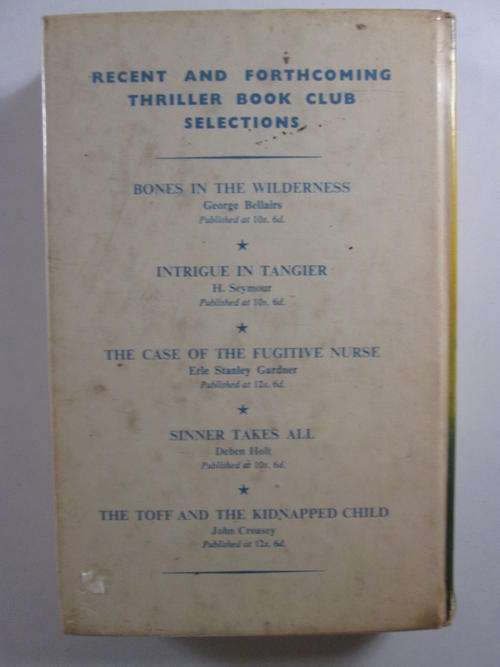 RECENT AND FORTHCOMING
THRILLER BOOK CLUB
SELECTIONS
BONES IN THE WILDERNESS
George Bellairs
Published at 10s. 6d.
INTRIGUE IN TANGIER
H. Seymour
Published at 10s. 6d.
THE CASE OF THE FUGITIVE NURSE
Erle Stanley Gardner
Published at 12s. 6d.
SINNER TAKES ALL
Deben Holt
Published at 10s. 6d.
THE TOFF AND THE KIDNAPPED CHILD
John Creasey
Published at 12s. 6d.